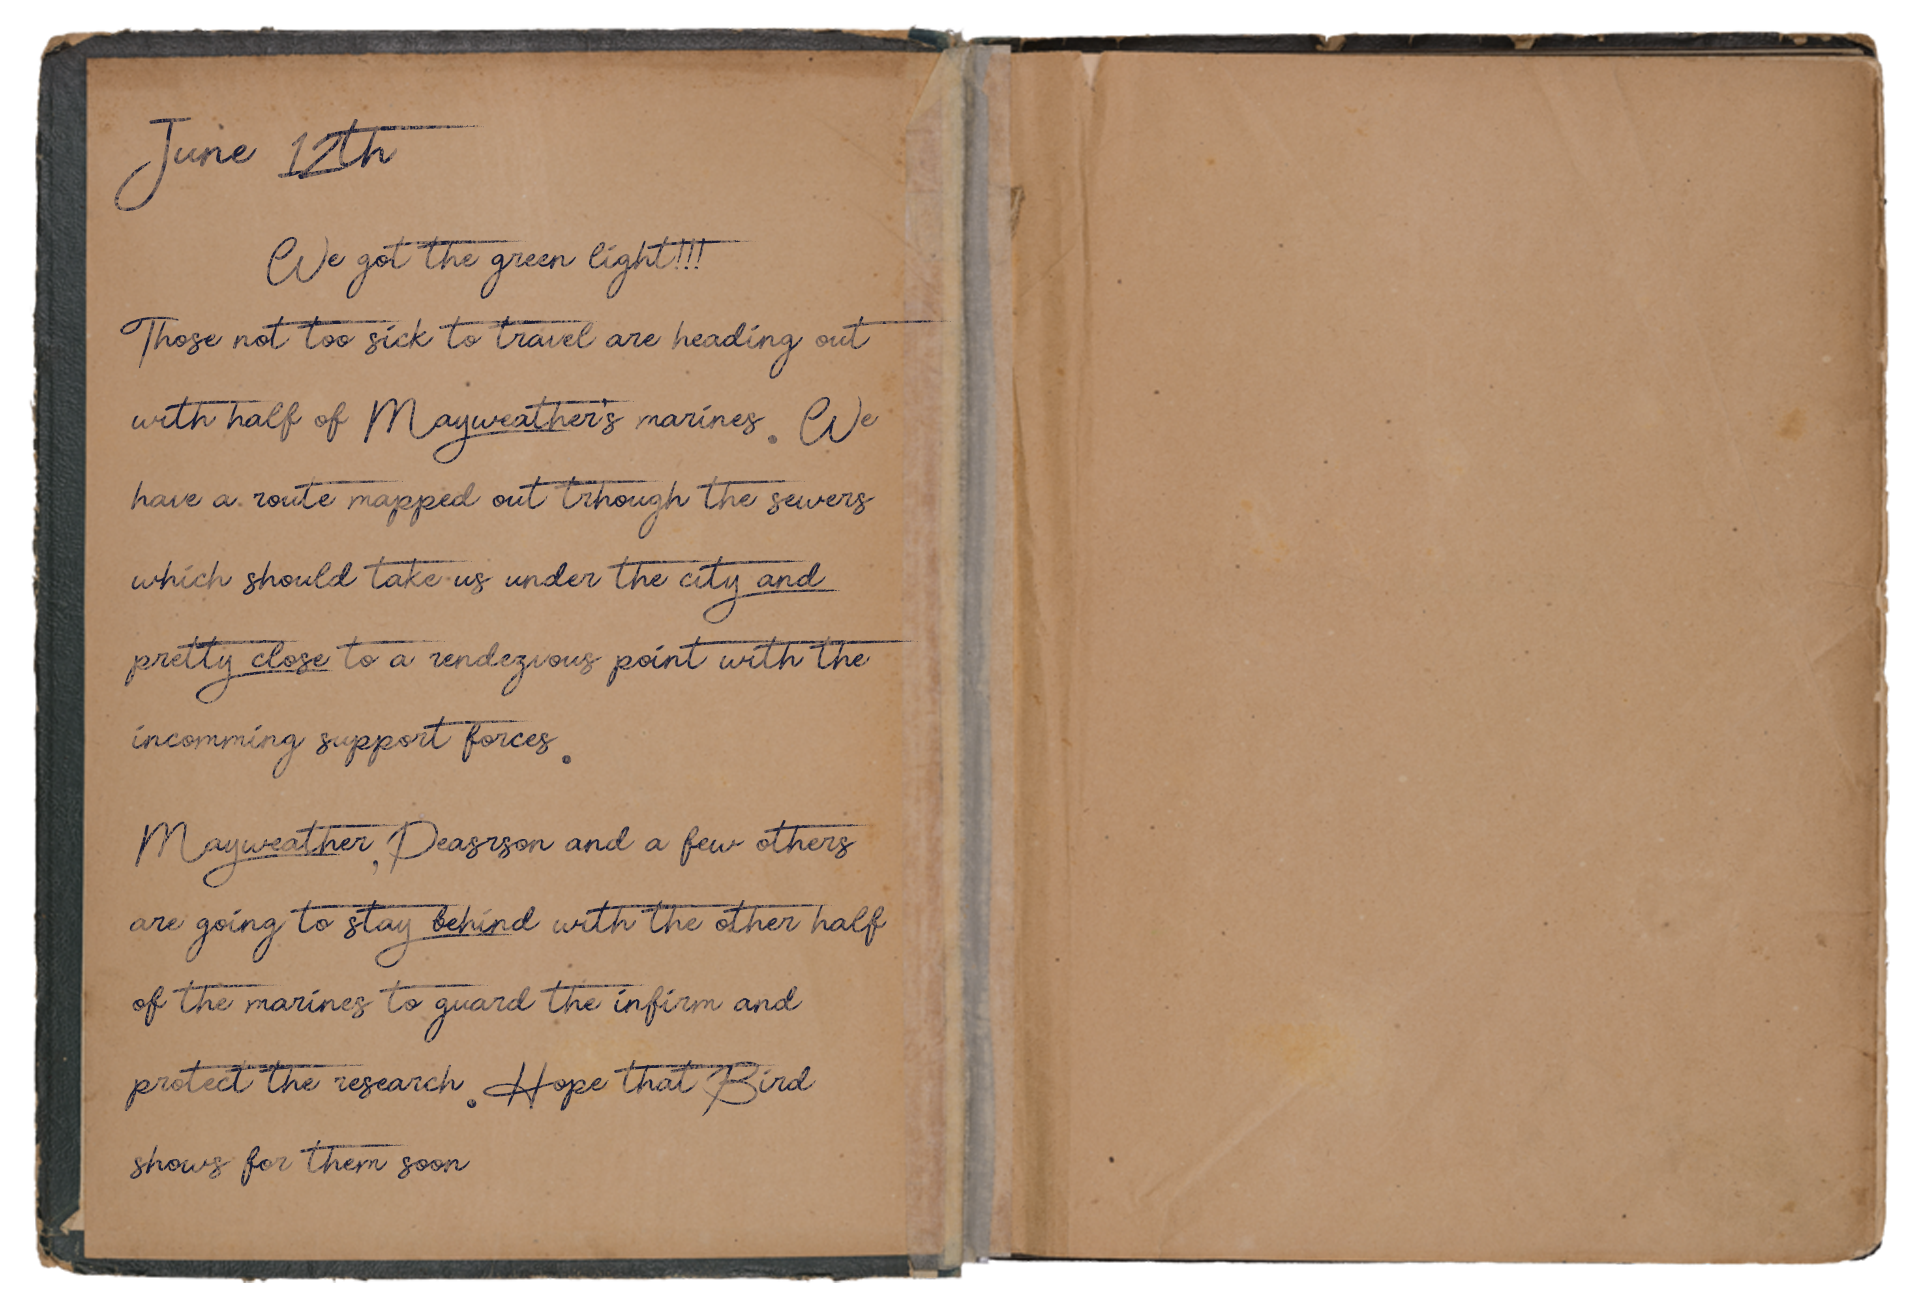 June 12th
We got the green light!!!
Those not too sick to travel are heading out
with half of Mayweather's marines. We
have a route mapped out trhough the sewers
which should take us under the city and
pretty close to a rendezvous point with the
incomming support forces.
Mayweather, Peasrson and a few others
are going to stay behind with the other half
of the marines to guard the infirm and
protect the research. Hope that Bird
shows for them soon